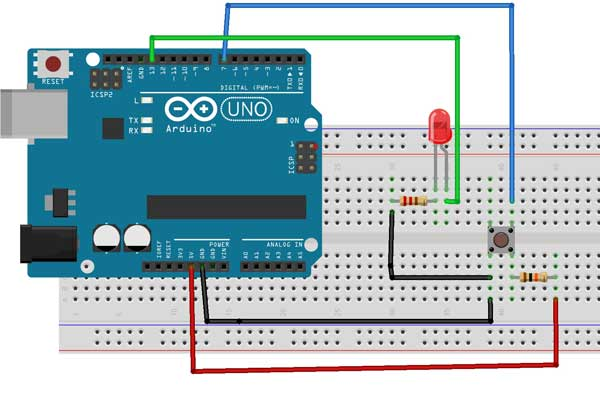 RESET
ICSP2
AREF
GND
13
12
~11
~10
~9
8
7
~6
~5
4
~3
2
TX▶1
RX◀0
DIGITAL (PWM=~)
L
TX
RX
UNO
Arduino™
ON
1
ICSP
IOREF
RESET
3V3
5V
GND
GND
VIN
POWER
ANALOG IN
A0
A1
A2
A3
A4
A5